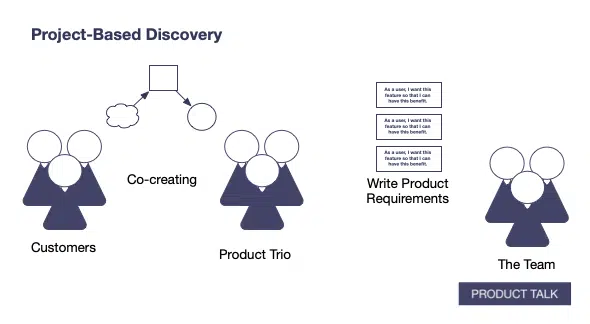 Project-Based Discovery
As a user, I want this
feature so that I can
have this benefit.
As a user, I want this
feature so that I can
have this benefit.
As a user, I want this
feature so that I can
have this benefit.
Co-creating
Write Product
Requirements
Customers
Product Trio
The Team
PRODUCT TALK